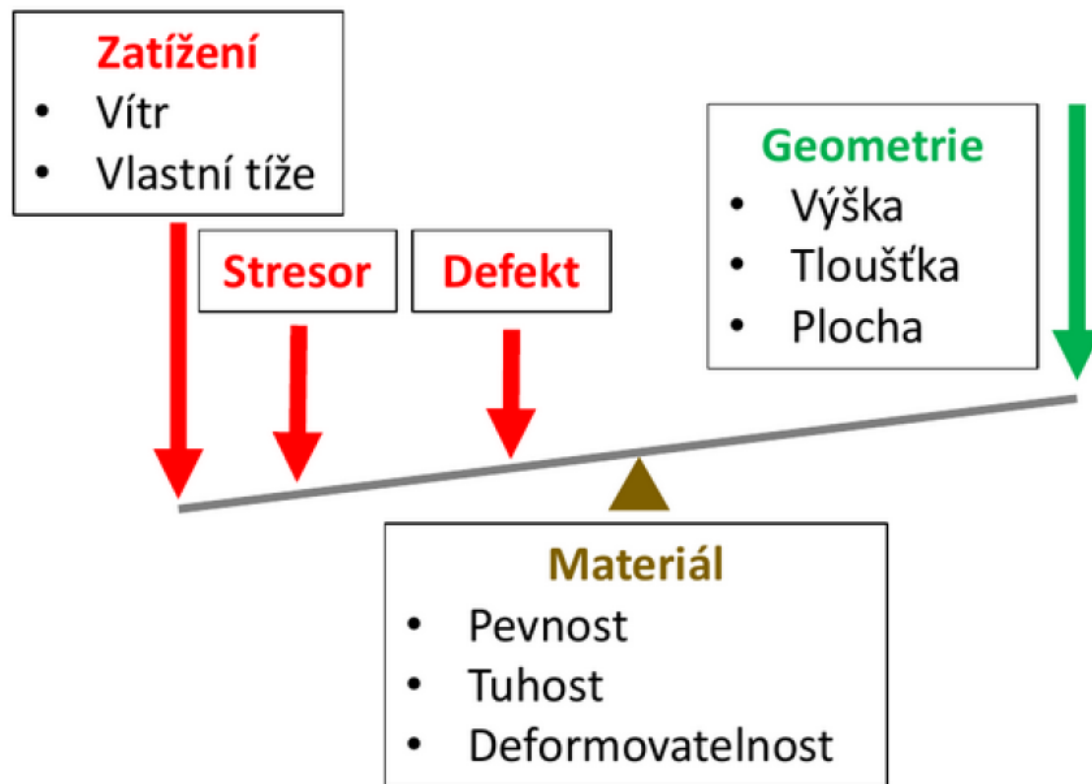 Zatížení
• Vítr
• Vlastní tíže
Stresor
Defekt
Geometrie
• Výška
• Tloušťka
• Plocha
Materiál
• Pevnost
• Tuhost
• Deformovatelnost